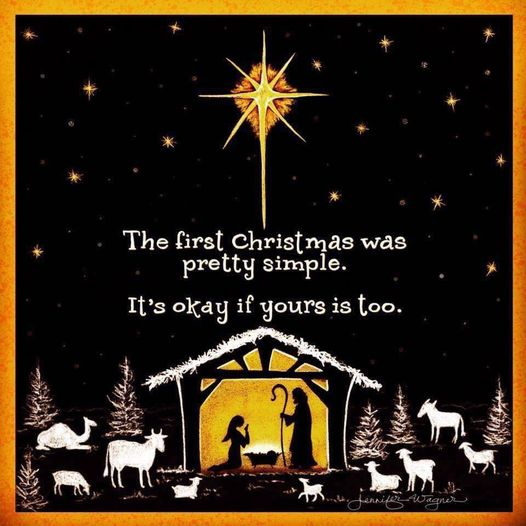 The first Christmas was
pretty simple.
It's okay if yours is too.
Jennifer Wagner